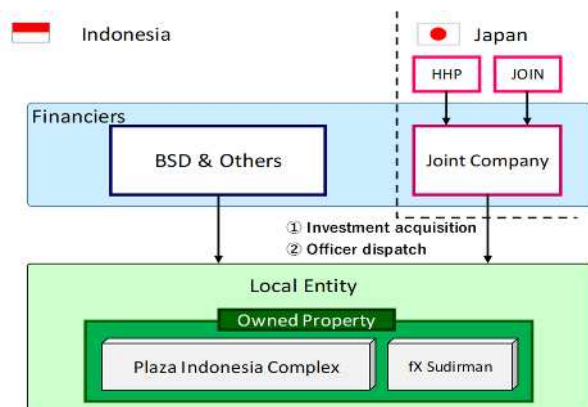 Indonesia
Japan
HHP
JOIN
Financiers
BSD & Others
Joint Company
① Investment acquisition
② Officer dispatch
Local Entity
Owned Property
Plaza Indonesia Complex
fX Sudirman